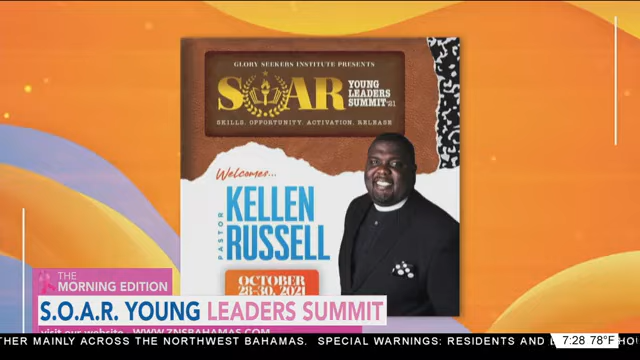 GLORY SEEKERS INSTITUTE PRESENTS
SOAR
YOUNG
LEADERS
SUMMIT'21
SKILLS. OPPORTUNITY. ACTIVATION. RELEASE
Welcomes...
PASTOR
KELLEN
RUSSELL
OCTOBER
28-30, 2021
THE
MORNING EDITION
S.O.A.R. YOUNG LEADERS SUMMIT
visit our website - WWW.ZNSBAHAMAS.COM
THER MAINLY ACROSS THE NORTHWEST BAHAMAS. SPECIAL WARNINGS: RESIDENTS AND
7:28 78°F